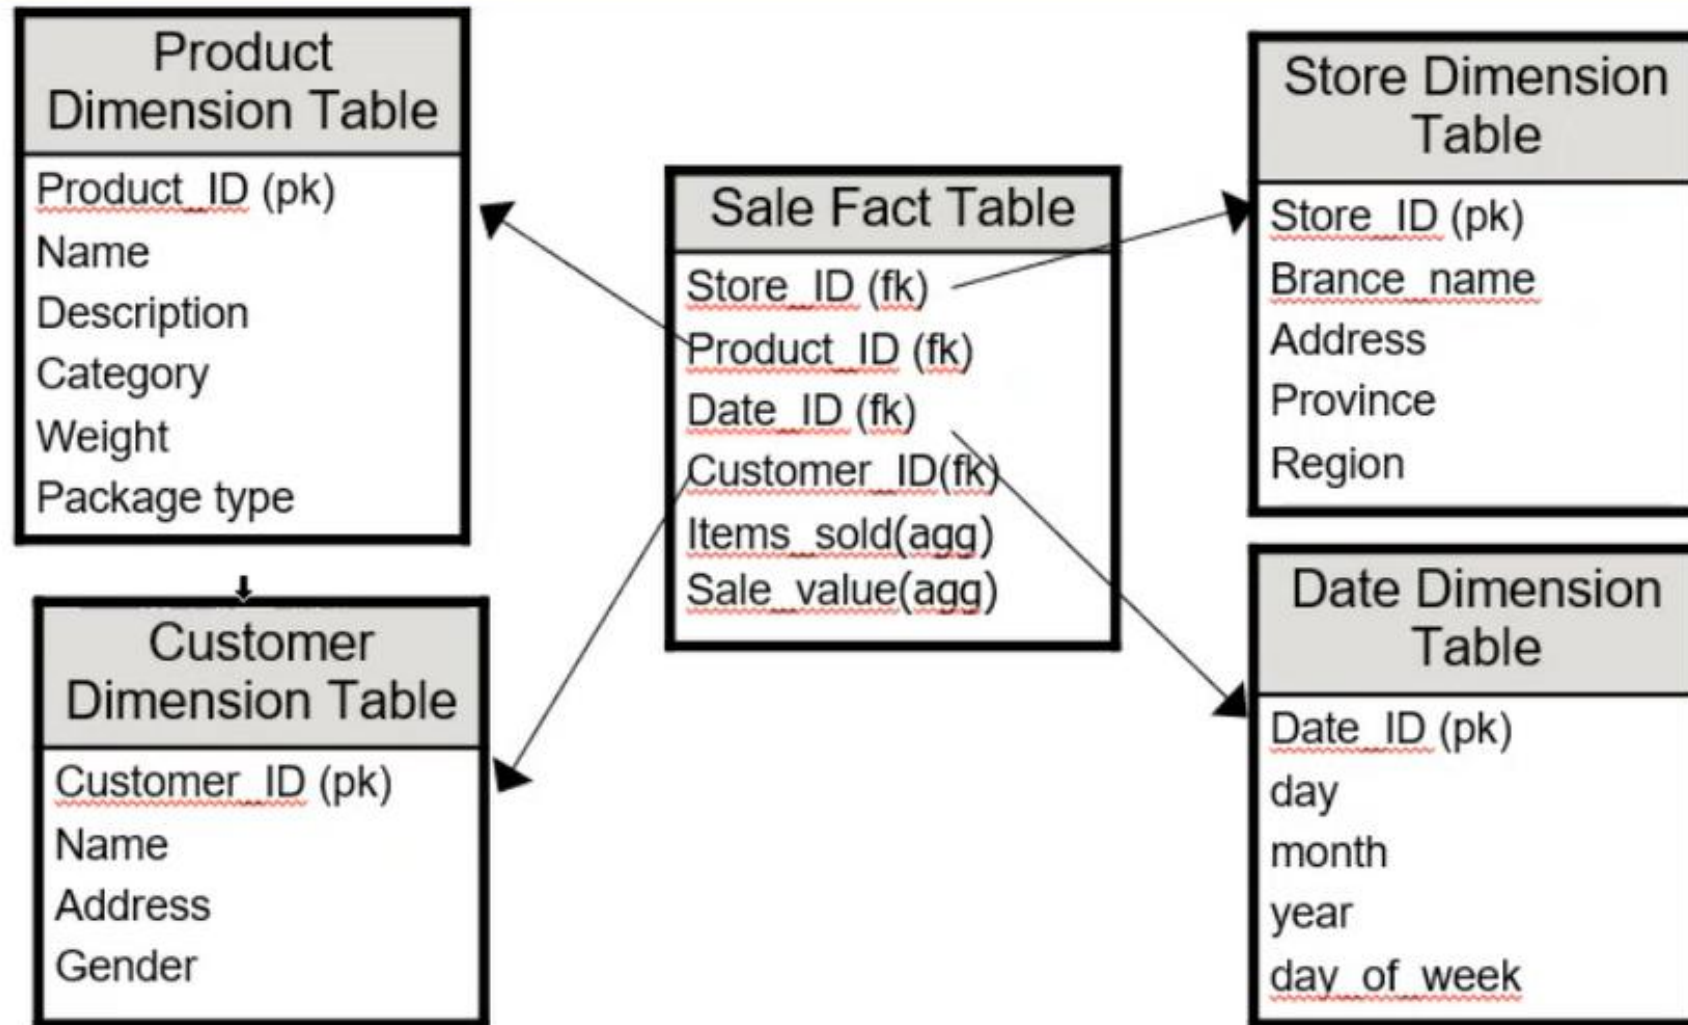 Product
Dimension Table
Product_ID (pk)
Name
Description
Category
Weight
Package type
Customer
Dimension Table
Customer_ID (pk)
Name
Address
Gender
Sale Fact Table
Store_ID (fk)
Product_ID (fk)
Date_ID (fk)
Customer_ID(fk)
Items_sold(agg)
Sale_value(agg)
Store Dimension
Table
Store_ID (pk)
Brance_name
Address
Province
Region
Date Dimension
Table
Date_ID (pk)
day
month
year
day_of_week